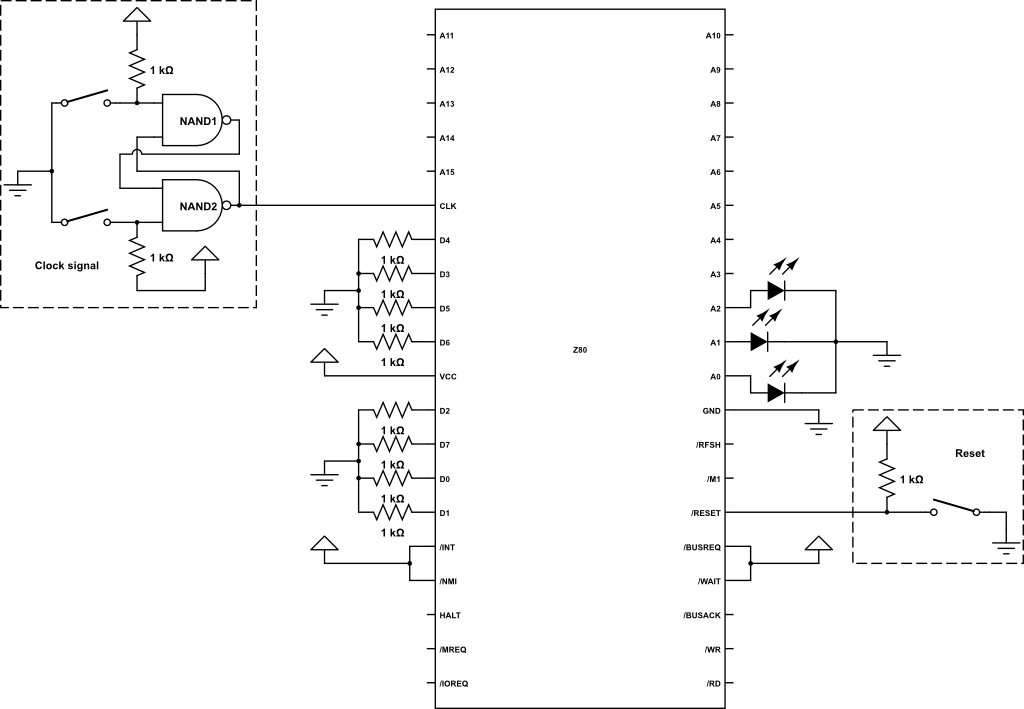 1 kΩ
NAND1
NAND2
1 kΩ
Clock signal
A11
A12
A13
A14
A15
CLK
D4
1 kΩ
D3
1 kΩ
D5
1 kΩ
D6
1 kΩ
VCC
D2
1 kΩ
D7
1 kΩ
D0
1 kΩ
D1
1 kΩ
/INT
/NMI
HALT
/MREQ
/IOREQ
Z80
A10
A9
A8
A7
A6
A5
A4
A3
A2
A1
A0
GND
/RFSH
/M1
/RESET
/BUSREQ
/WAIT
/BUSACK
/WR
/RD
Reset
1 kΩ